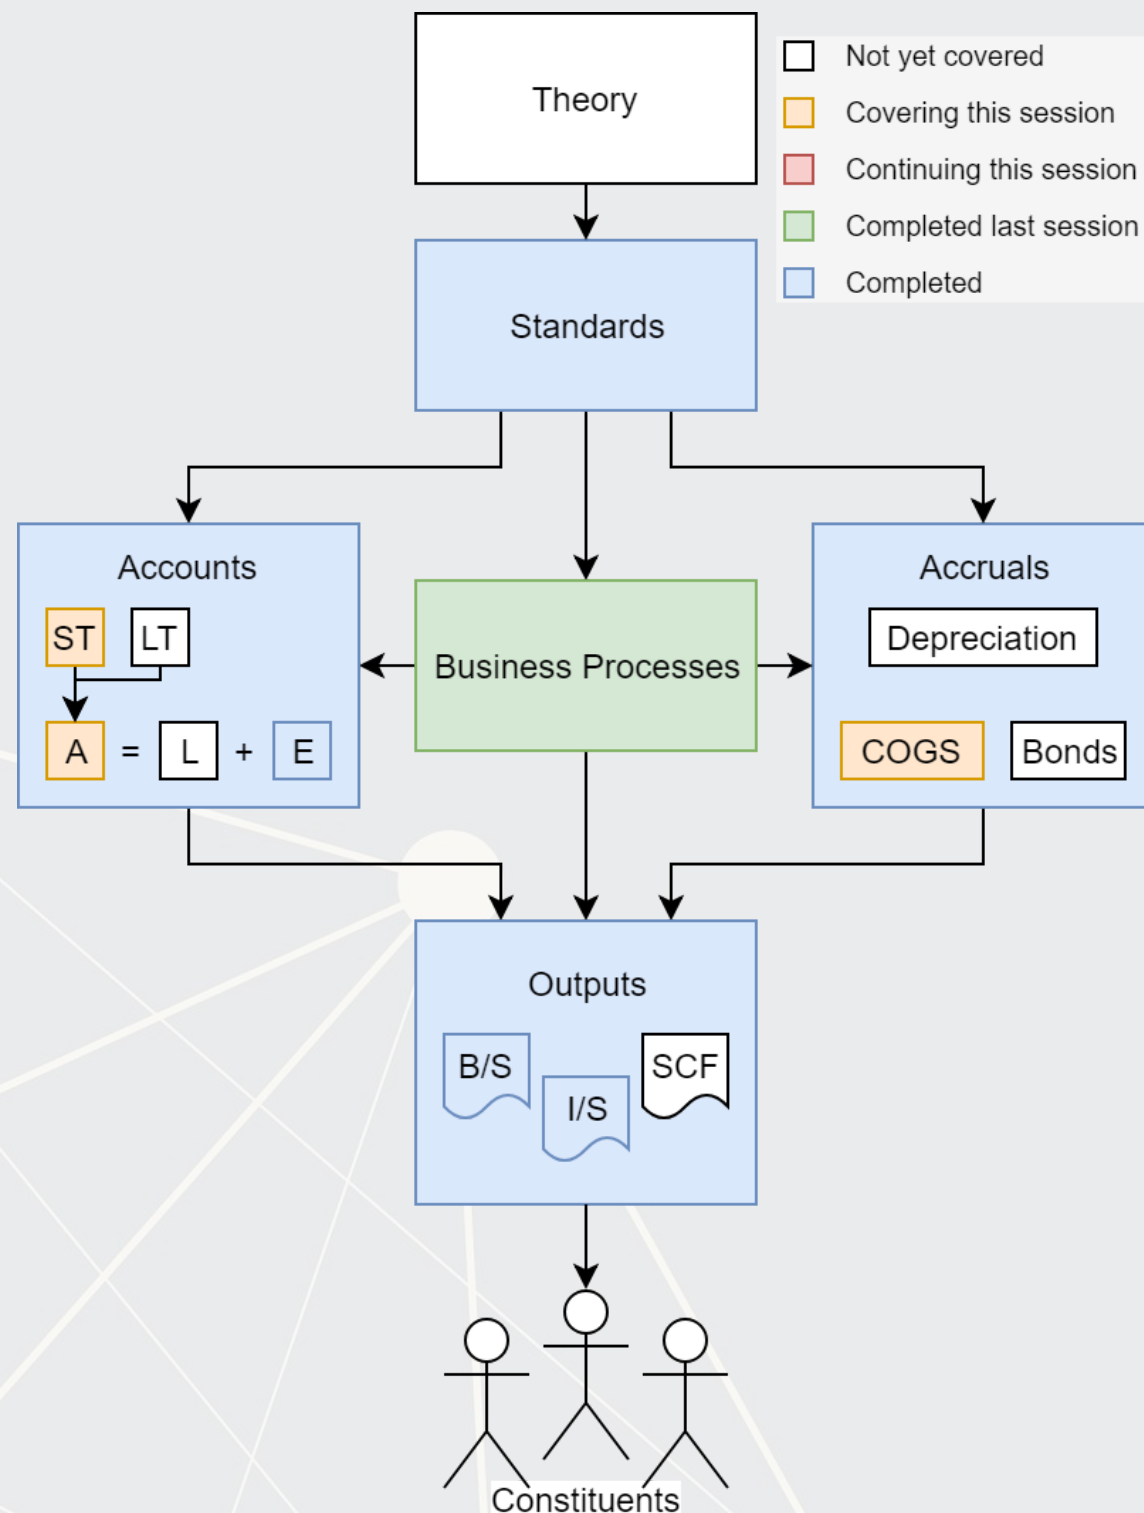 Theory
Not yet covered
Covering this session
Continuing this session
Completed last session
Completed
Standards
Accounts
ST LT
A = L + E
Business Processes
Accruals
Depreciation
COGS Bonds
Outputs
B/S I/S SCF
Constituents